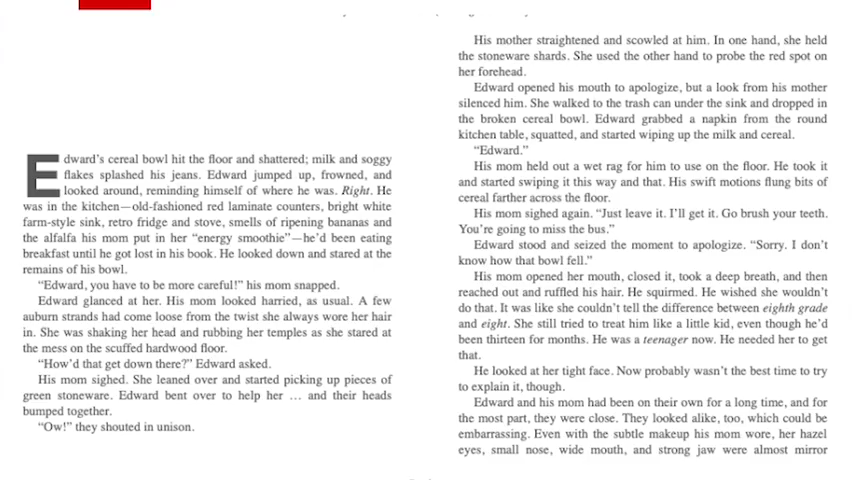 Edward's cereal bowl hit the floor and shattered; milk and soggy
flakes splashed his jeans. Edward jumped up, frowned, and
looked around, reminding himself of where he was. Right. He
was in the kitchen—old-fashioned red laminate counters, bright white
farm-style sink, retro fridge and stove, smells of ripening bananas and
the alfalfa his mom put in her “energy smoothie”—he'd been eating
breakfast until he got lost in his book. He looked down and stared at the
remains of his bowl.
“Edward, you have to be more careful!” his mom snapped.
Edward glanced at her. His mom looked harried, as usual. A few
auburn strands had come loose from the twist she always wore her hair
in. She was shaking her head and rubbing her temples as she stared at
the mess on the scuffed hardwood floor.
“How'd that get down there?” Edward asked.
His mom sighed. She leaned over and started picking up pieces of
green stoneware. Edward bent over to help her … and their heads
bumped together.
“Ow!” they shouted in unison.
His mother straightened and scowled at him. In one hand, she held
the stoneware shards. She used the other hand to probe the red spot on
her forehead.
Edward opened his mouth to apologize, but a look from his mother
silenced him. She walked to the trash can under the sink and dropped in
the broken cereal bowl. Edward grabbed a napkin from the round
kitchen table, squatted, and started wiping up the milk and cereal.
“Edward.”
His mom held out a wet rag for him to use on the floor. He took it
and started swiping it this way and that. His swift motions flung bits of
cereal farther across the floor.
His mom sighed again. “Just leave it. I'll get it. Go brush your teeth.
You're going to miss the bus.”
Edward stood and seized the moment to apologize. “Sorry. I don't
know how that bowl fell.”
His mom opened her mouth, closed it, took a deep breath, and then
reached out and ruffled his hair. He squirmed. He wished she wouldn't
do that. It was like she couldn't tell the difference between eighth grade
and eight. She still tried to treat him like a little kid, even though he'd
been thirteen for months. He was a teenager now. He needed her to get
that.
He looked at her tight face. Now probably wasn't the best time to try
to explain it, though.
Edward and his mom had been on their own for a long time, and for
the most part, they were close. They looked alike, too, which could be
embarrassing. Even with the subtle makeup his mom wore, her hazel
eyes, small nose, wide mouth, and strong jaw were almost mirror